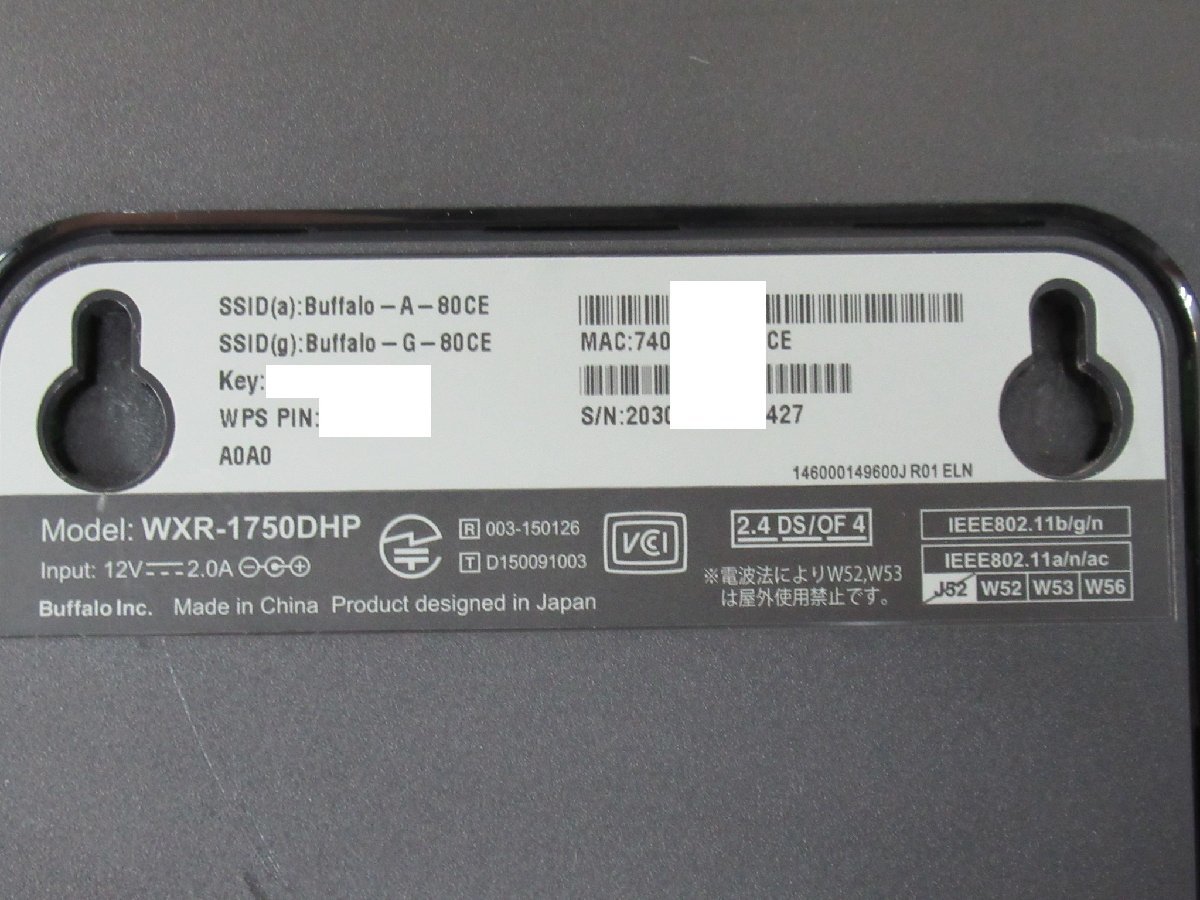 SSID(a):Buffalo-A-80CE
SSID(g):Buffalo-G-80CE
Key:
WPS PIN:
A0A0
MAC:740 CE
S/N:2030 427
146000149600J R01 ELN
Model: WXR-1750DHP
Input: 12V 2.0A
Buffalo Inc. Made in China Product designed in Japan
R 003-150126
T D150091003
VCCI
2.4 DS/OF 4
※電波法によりW52,W53
は屋外使用禁止です。
IEEE802.11b/g/n
IEEE802.11a/n/ac
J52 W52 W53 W56